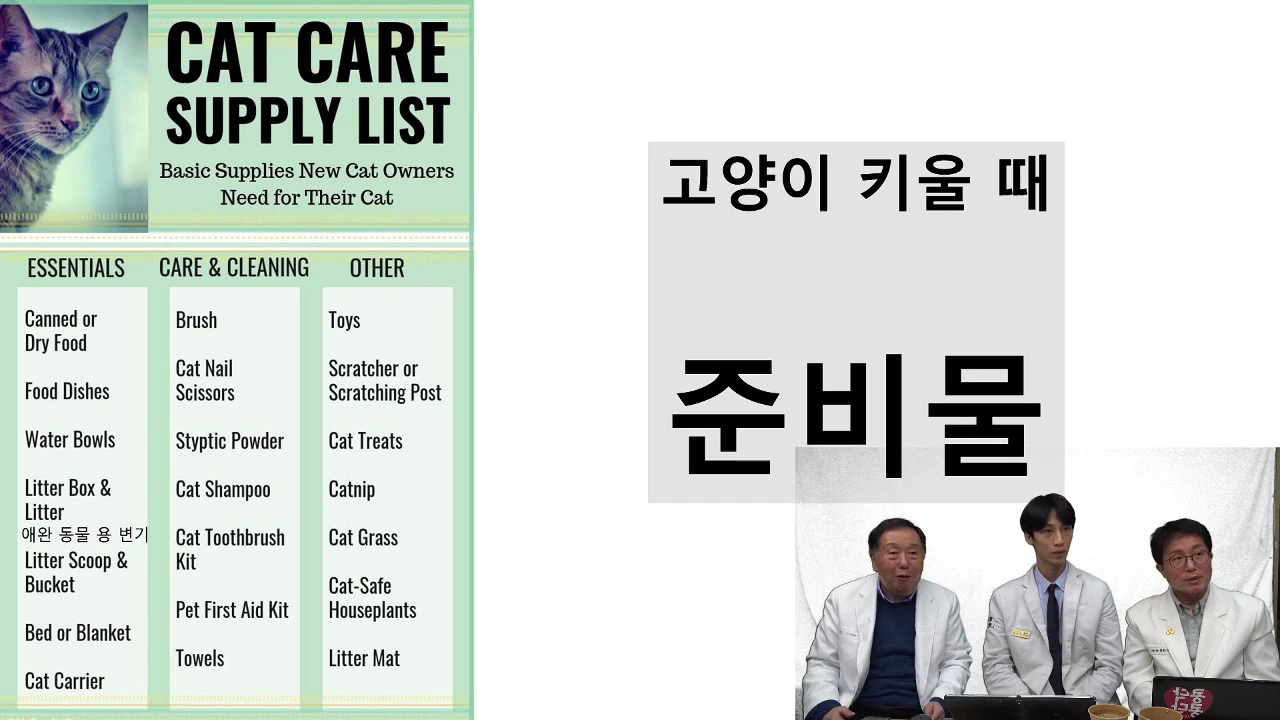 CAT CARE
SUPPLY LIST
Basic Supplies New Cat Owners
Need for Their Cat
ESSENTIALS
Canned or
Dry Food
Food Dishes
Water Bowls
Litter Box &
Litter
애완 동물 용 변기
Litter Scoop &
Bucket
Bed or Blanket
Cat Carrier
CARE & CLEANING
Brush
Cat Nail
Scissors
Styptic Powder
Cat Shampoo
Cat Toothbrush
Kit
Pet First Aid Kit
Towels
OTHER
Toys
Scratcher or
Scratching Post
Cat Treats
Catnip
Cat Grass
Cat-Safe
Houseplants
Litter Mat
고양이 키울 때
준비물